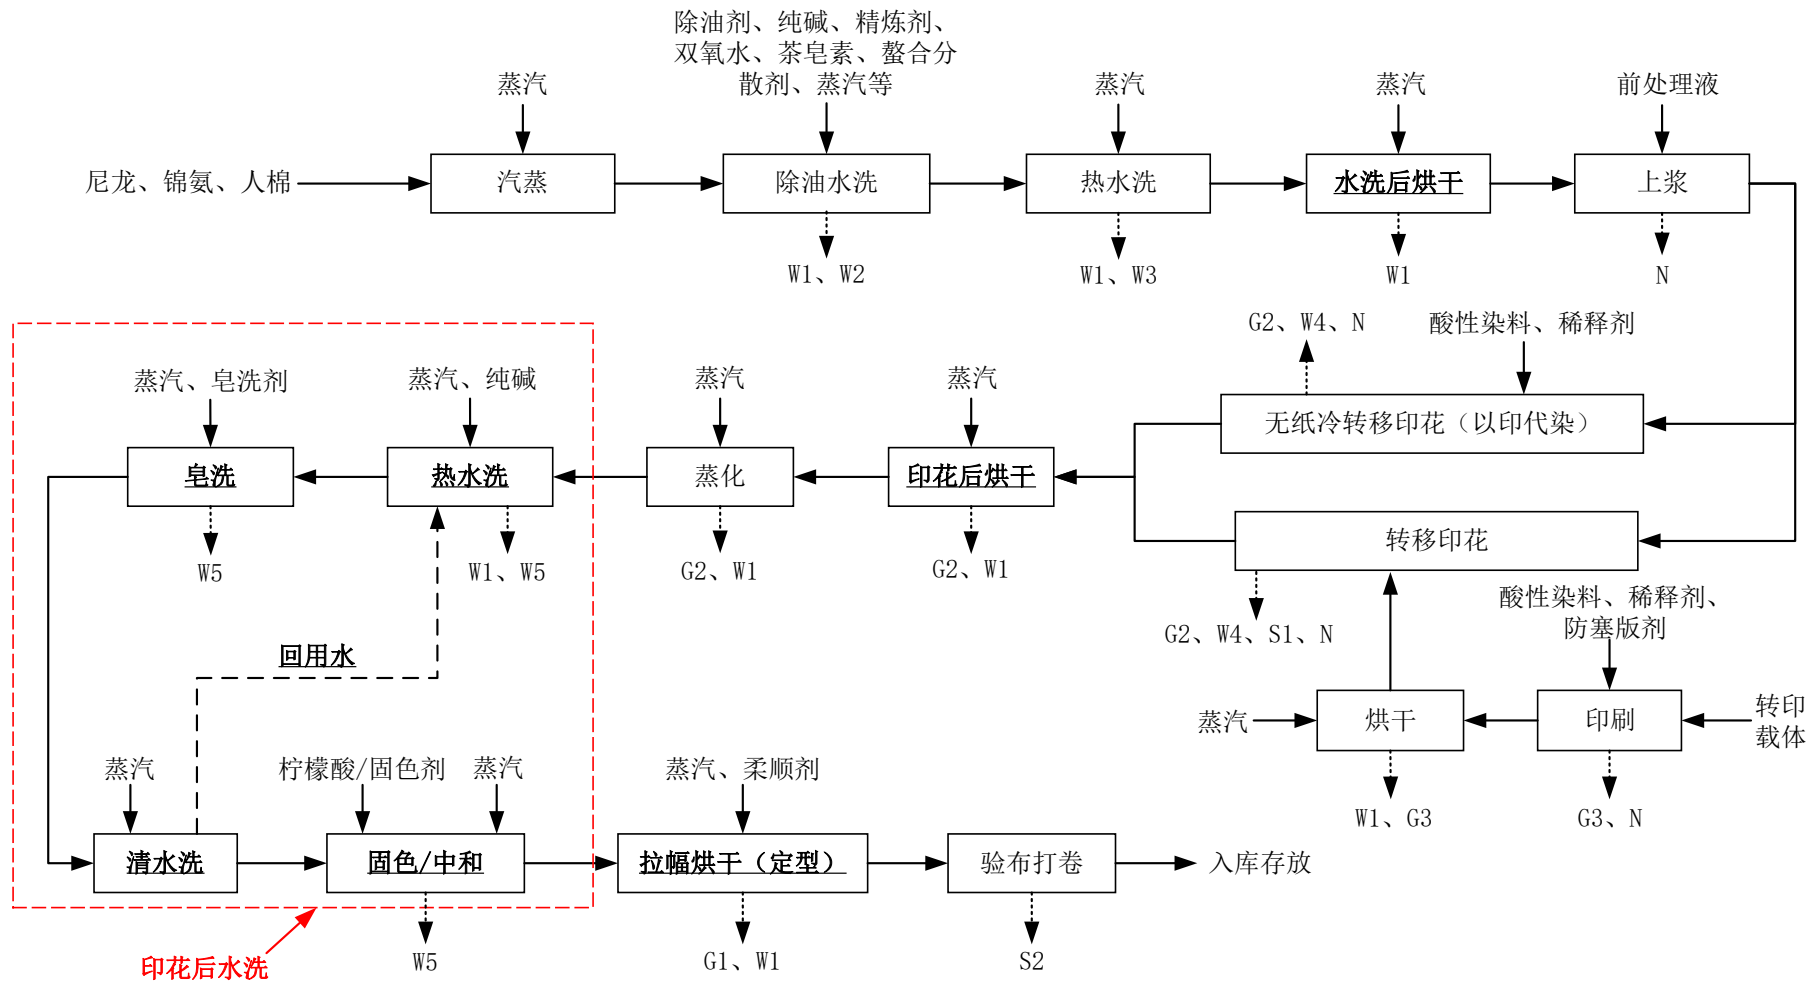 除油剂、纯碱、精炼剂、
双氧水、茶皂素、螯合分
散剂、蒸汽等
蒸汽
蒸汽
蒸汽
前处理液
尼龙、锦氨、人棉
汽蒸
除油水洗
热水洗
水洗后烘干
上浆
W1、W2
W1、W3
W1
N
G2、W4、N
酸性染料、稀释剂
蒸汽、皂洗剂
蒸汽、纯碱
蒸汽
蒸汽
无纸冷转移印花（以印代染）
皂洗
热水洗
蒸化
印花后烘干
转移印花
W5
W1、W5
G2、W1
G2、W1
G2、W4、S1、N
酸性染料、稀释剂、
防塞版剂
回用水
蒸汽
烘干
印刷
转印
载体
W1、G3
G3、N
蒸汽
柠檬酸/固色剂
蒸汽
蒸汽、柔顺剂
清水洗
固色/中和
拉幅烘干（定型）
验布打卷
入库存放
印花后水洗
W5
G1、W1
S2